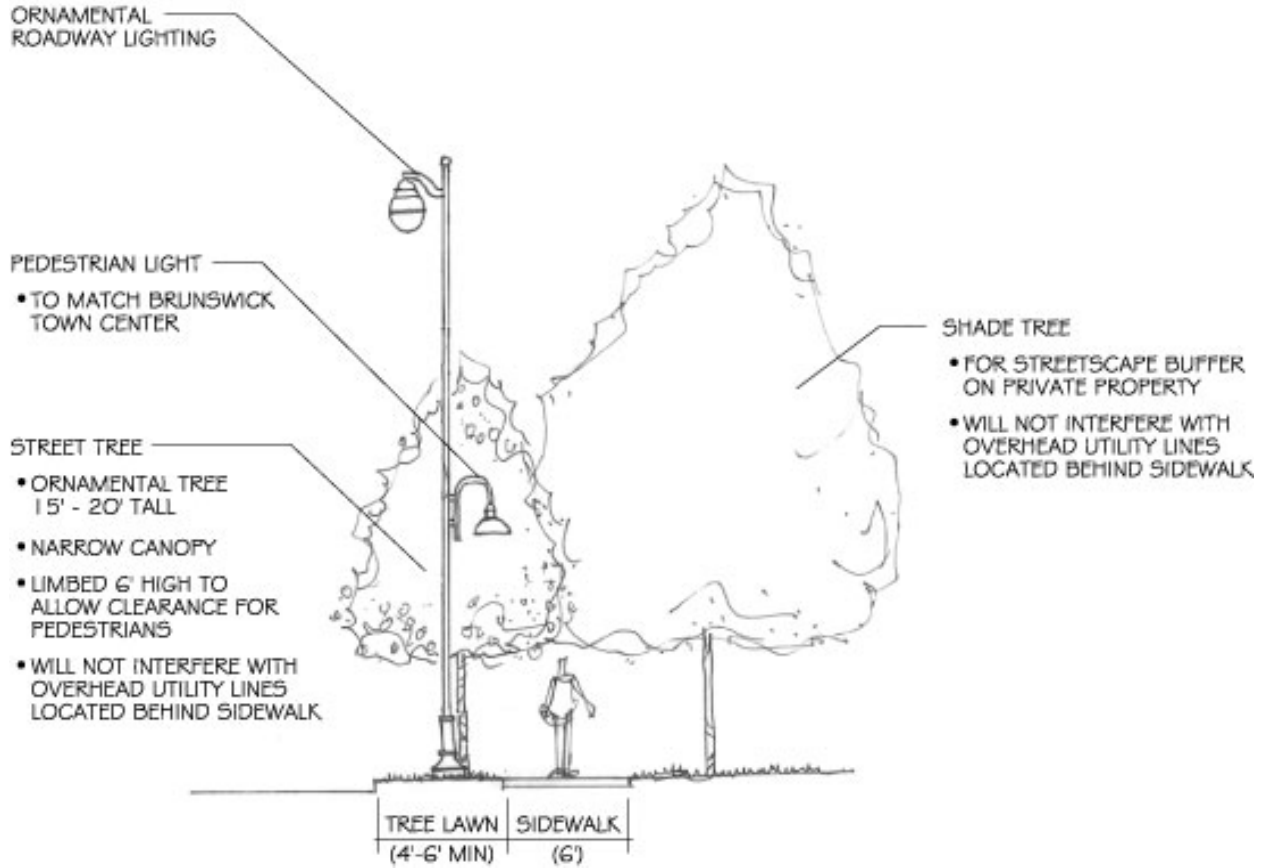 ORNAMENTAL
ROADWAY LIGHTING
PEDESTRIAN LIGHT
• TO MATCH BRUNSWICK
TOWN CENTER
STREET TREE
• ORNAMENTAL TREE
15' - 20' TALL
• NARROW CANOPY
• LIMBED 6' HIGH TO
ALLOW CLEARANCE FOR
PEDESTRIANS
• WILL NOT INTERFERE WITH
OVERHEAD UTILITY LINES
LOCATED BEHIND SIDEWALK
SHADE TREE
• FOR STREETSCAPE BUFFER
ON PRIVATE PROPERTY
• WILL NOT INTERFERE WITH
OVERHEAD UTILITY LINES
LOCATED BEHIND SIDEWALK
TREE LAWN
(4'-6' MIN)
SIDEWALK
(6')